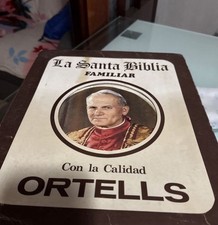 La Santa Biblia
FAMILIAR
Con la Calidad
ORTELLS